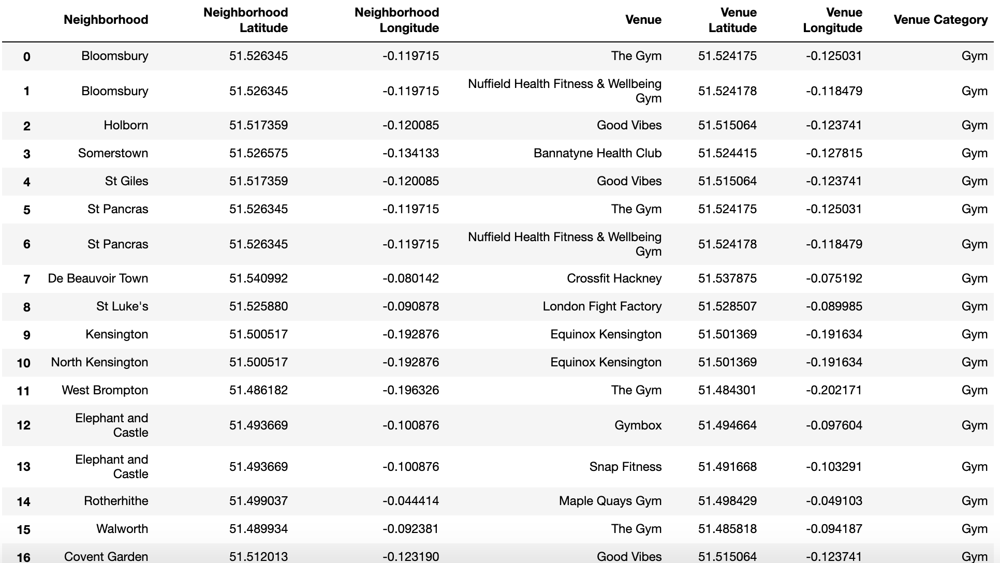 Neighborhood Neighborhood Latitude Neighborhood Longitude Venue Venue Latitude Venue Longitude Venue Category
0 Bloomsbury 51.526345 -0.119715 The Gym 51.524175 -0.125031 Gym
1 Bloomsbury 51.526345 -0.119715 Nuffield Health Fitness & Wellbeing Gym 51.524178 -0.118479 Gym
2 Holborn 51.517359 -0.120085 Good Vibes 51.515064 -0.123741 Gym
3 Somerstown 51.526575 -0.134133 Bannatyne Health Club 51.524415 -0.127815 Gym
4 St Giles 51.517359 -0.120085 Good Vibes 51.515064 -0.123741 Gym
5 St Pancras 51.526345 -0.119715 The Gym 51.524175 -0.125031 Gym
6 St Pancras 51.526345 -0.119715 Nuffield Health Fitness & Wellbeing Gym 51.524178 -0.118479 Gym
7 De Beauvoir Town 51.540992 -0.080142 Crossfit Hackney 51.537875 -0.075192 Gym
8 St Luke's 51.525880 -0.090878 London Fight Factory 51.528507 -0.089985 Gym
9 Kensington 51.500517 -0.192876 Equinox Kensington 51.501369 -0.191634 Gym
10 North Kensington 51.500517 -0.192876 Equinox Kensington 51.501369 -0.191634 Gym
11 West Brompton 51.486182 -0.196326 The Gym 51.484301 -0.202171 Gym
12 Elephant and Castle 51.493669 -0.100876 Gymbox 51.494664 -0.097604 Gym
13 Elephant and Castle 51.493669 -0.100876 Snap Fitness 51.491668 -0.103291 Gym
14 Rotherhithe 51.499037 -0.044414 Maple Quays Gym 51.498429 -0.049103 Gym
15 Walworth 51.489934 -0.092381 The Gym 51.485818 -0.094187 Gym
16 Covent Garden 51.512013 -0.123190 Good Vibes 51.515064 -0.123741 Gym